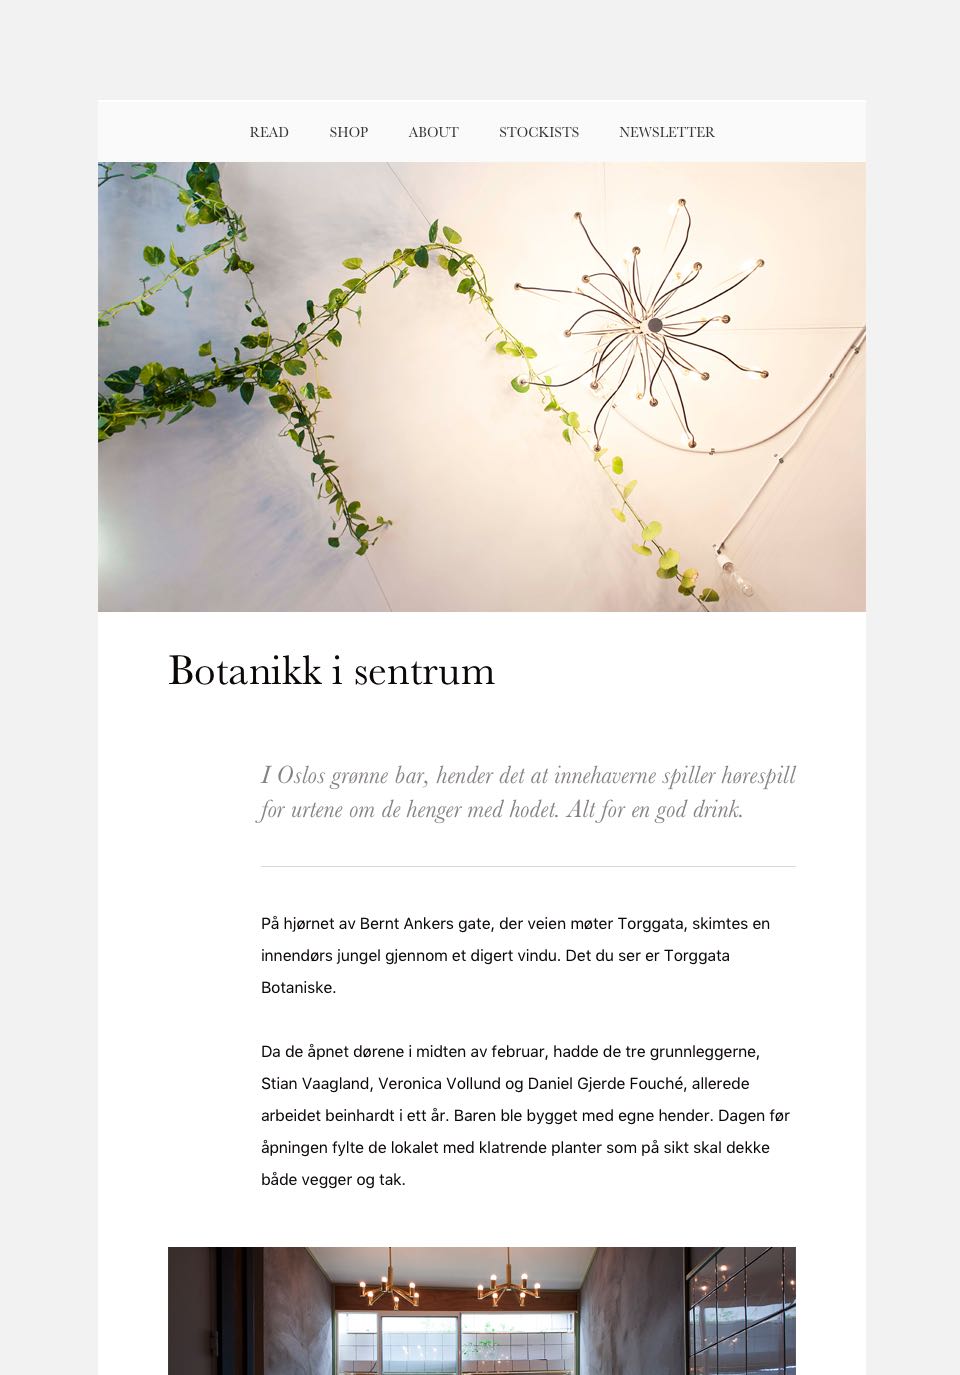 READ SHOP ABOUT STOCKISTS NEWSLETTER
Botanikk i sentrum
I Oslos grønne bar, hender det at innehaverne spiller hørespill
for urtene om de henger med hodet. Alt for en god drink.
På hjørnet av Bernt Ankers gate, der veien møter Torggata, skimtes en
innendørs jungel gjennom et digert vindu. Det du ser er Torggata
Botaniske.
Da de åpnet dørene i midten av februar, hadde de tre grunnleggerne,
Stian Vaagland, Veronica Vollund og Daniel Gjerde Fouché, allerede
arbeidet beinhardt i ett år. Baren ble bygget med egne hender. Dagen før
åpningen fylte de lokalet med klatrende planter som på sikt skal dekke
både vegger og tak.